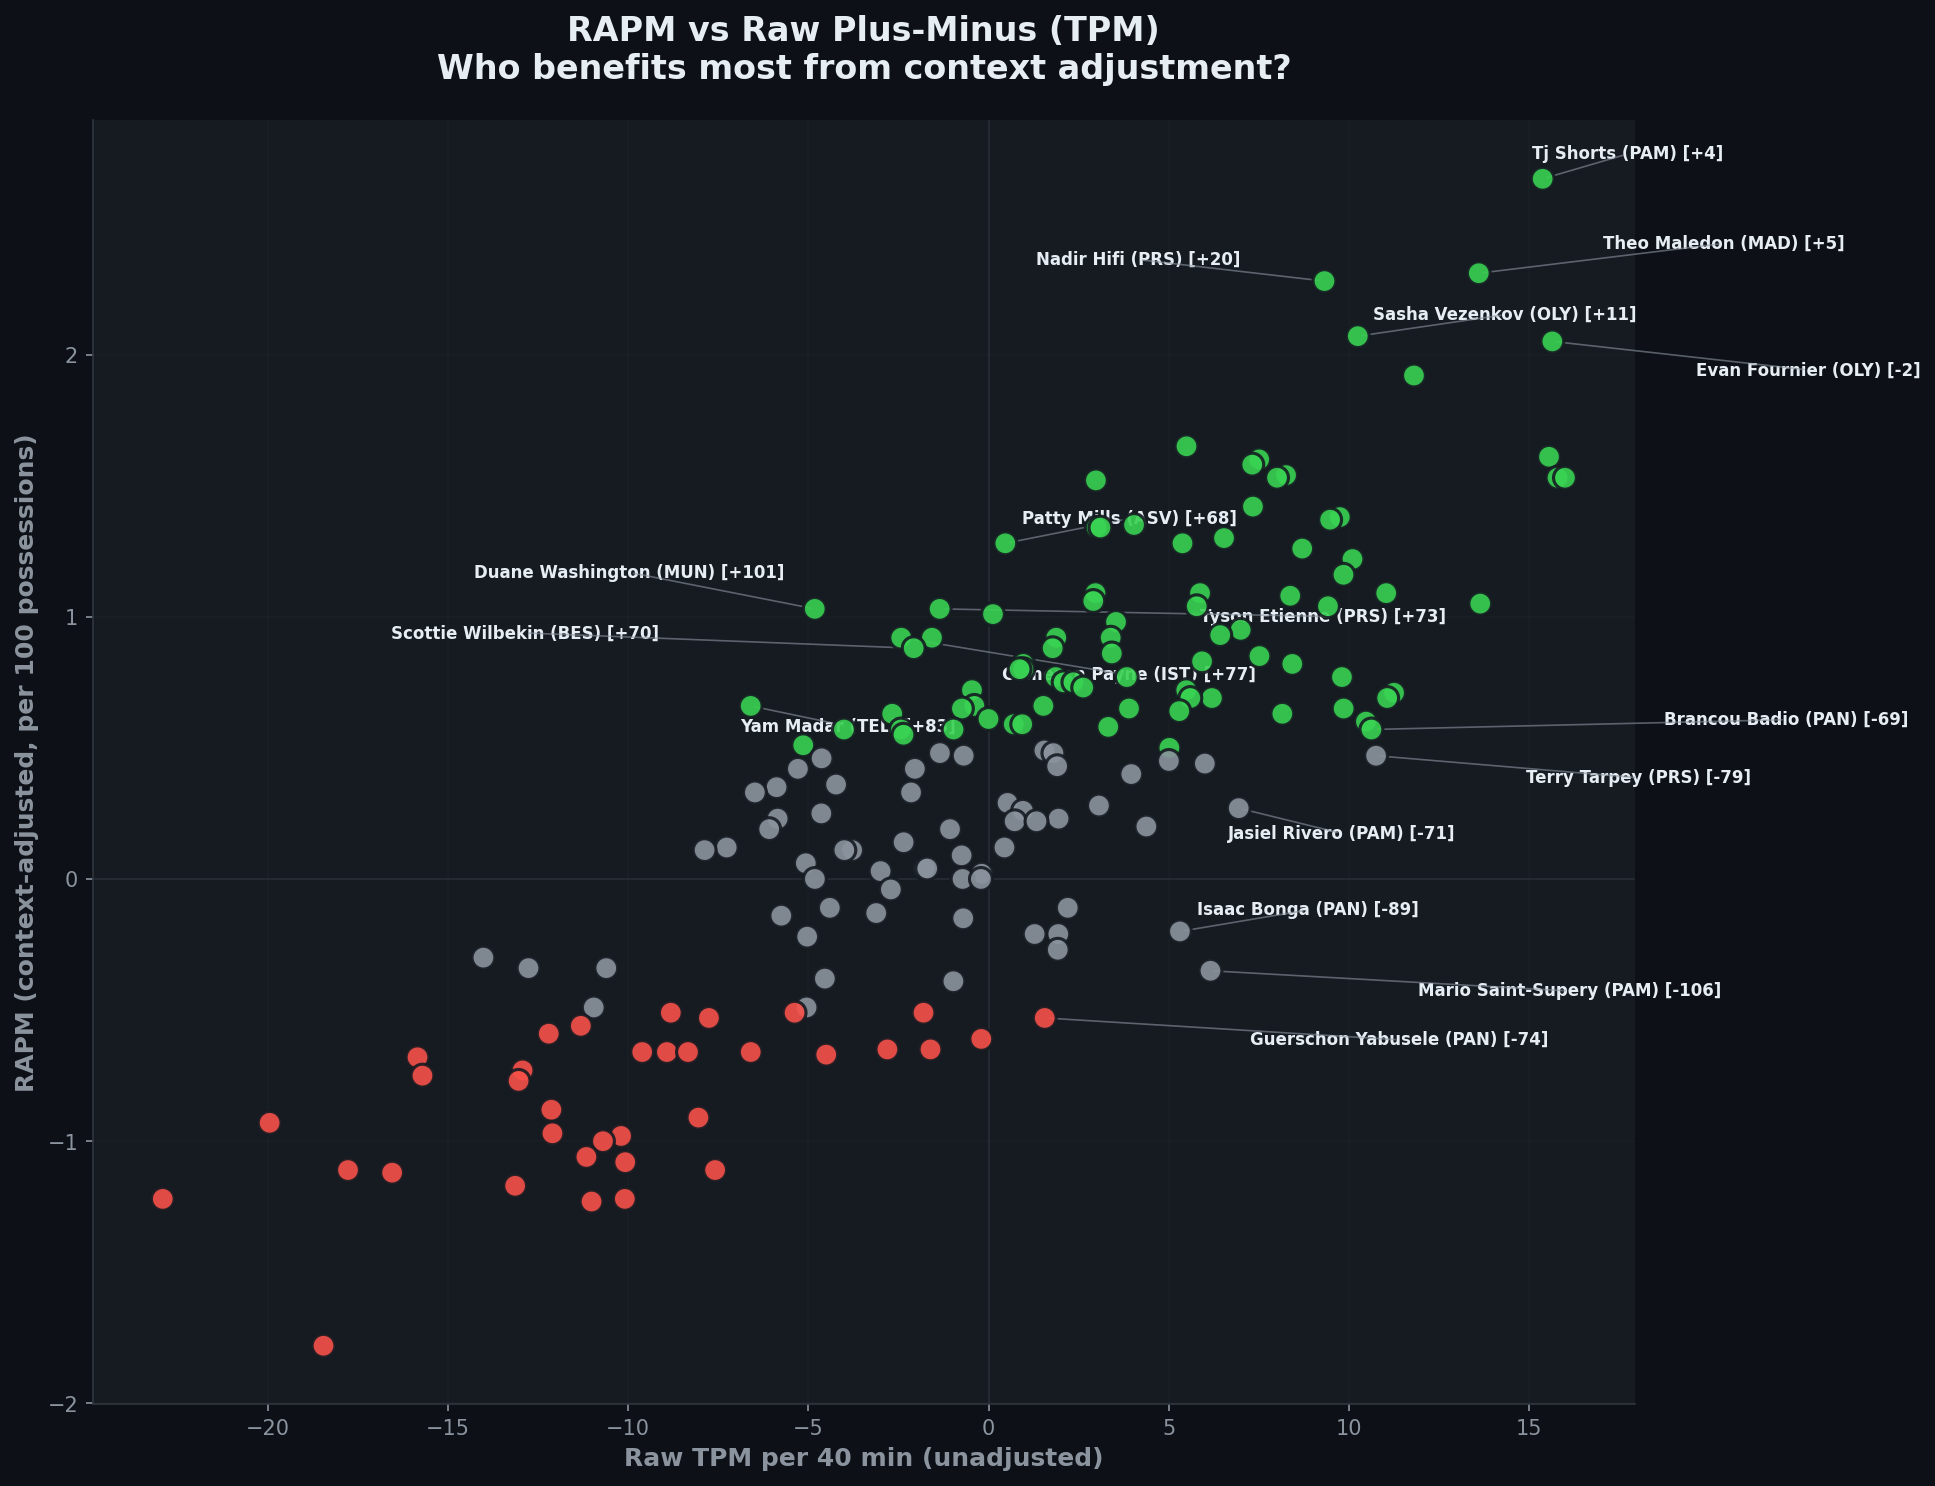 RAPM vs Raw Plus-Minus (TPM)
Who benefits most from context adjustment?
Tj Shorts (PAM) [+4]
Theo Maledon (MAD) [+5]
Nadir Hifi (PRS) [+20]
Sasha Vezenkov (OLY) [+11]
Evan Fournier (OLY) [-2]
Patty Mills (ASV) [+68]
Duane Washington (MUN) [+101]
Tyson Etienne (PRS) [+73]
Scottie Wilbekin (BES) [+70]
Payne (IST) [+77]
Yam Madar (TEL) [+83]
Brancou Badio (PAN) [-69]
Terry Tarpey (PRS) [-79]
Jasiel Rivero (PAM) [-71]
Isaac Bonga (PAN) [-89]
Mario Saint-Supery (PAM) [-106]
Guerschon Yabusele (PAN) [-74]
RAPM (context-adjusted, per 100 possessions)
2
1
0
−1
−2
−20
−15
−10
−5
0
5
10
15
Raw TPM per 40 min (unadjusted)